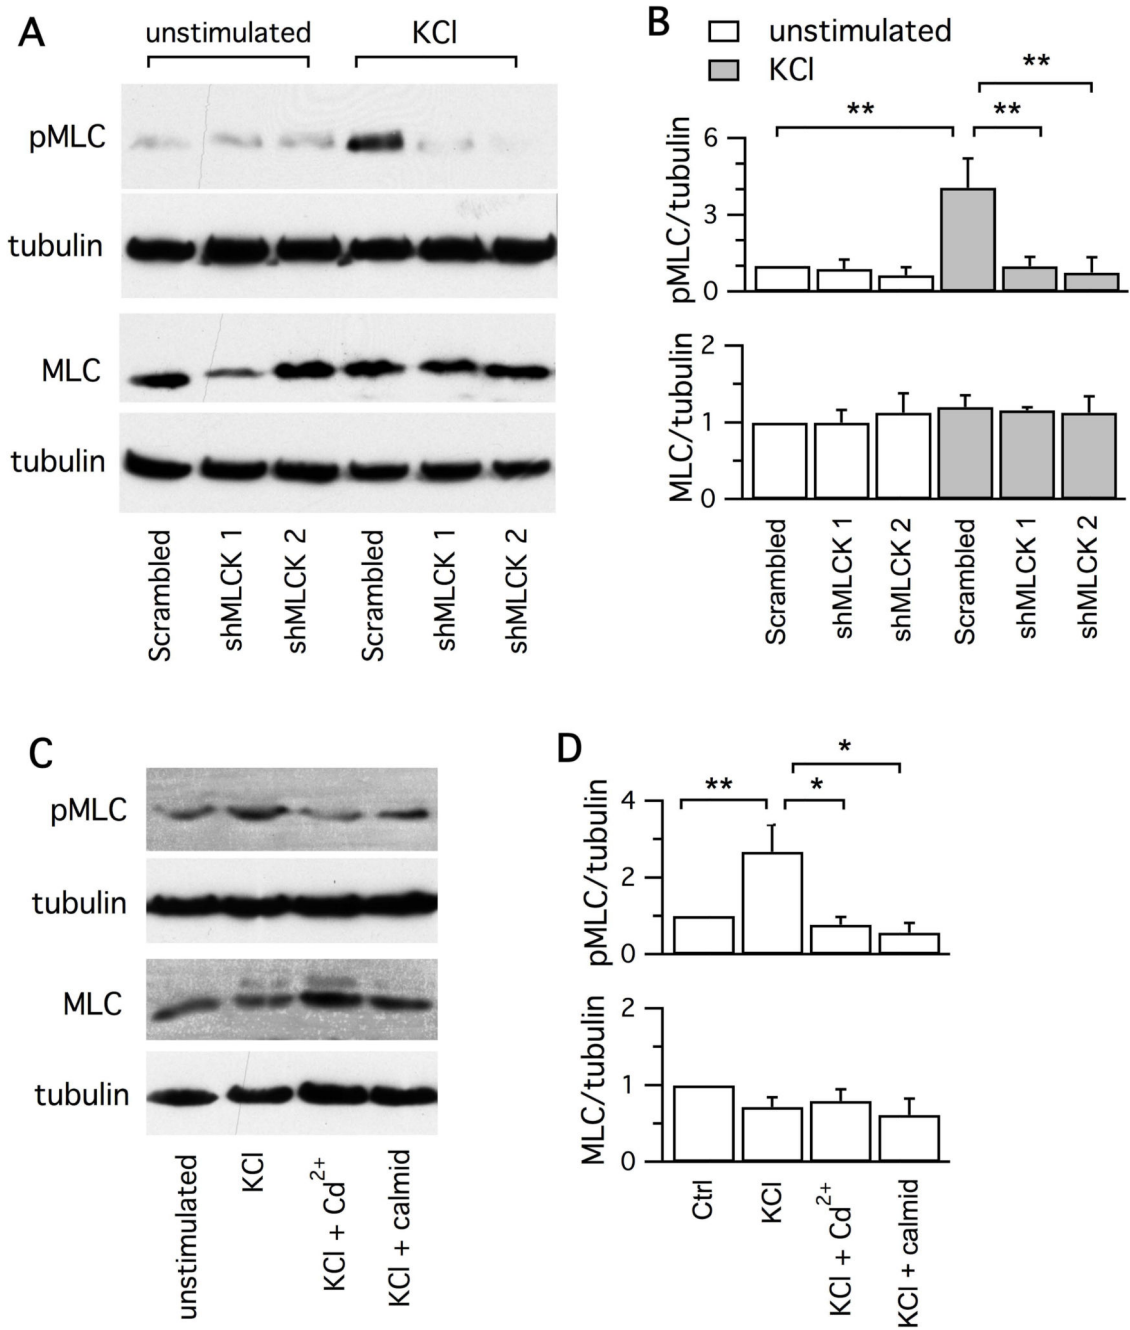 A
unstimulated KCl
pMLC
tubulin
MLC
tubulin
Scrambled
shMLCK 1
shMLCK 2
Scrambled
shMLCK 1
shMLCK 2
B
unstimulated
KCl
**
**
**
pMLC/tubulin
6
3
0
MLC/tubulin
2
1
0
Scrambled
shMLCK 1
shMLCK 2
Scrambled
shMLCK 1
shMLCK 2
C
pMLC
tubulin
MLC
tubulin
unstimulated
KCl
KCl + Cd²⁺
KCl + calmid
D
*
** *
pMLC/tubulin
4
2
0
MLC/tubulin
2
1
0
Ctrl
KCl
KCl + Cd²⁺
KCl + calmid